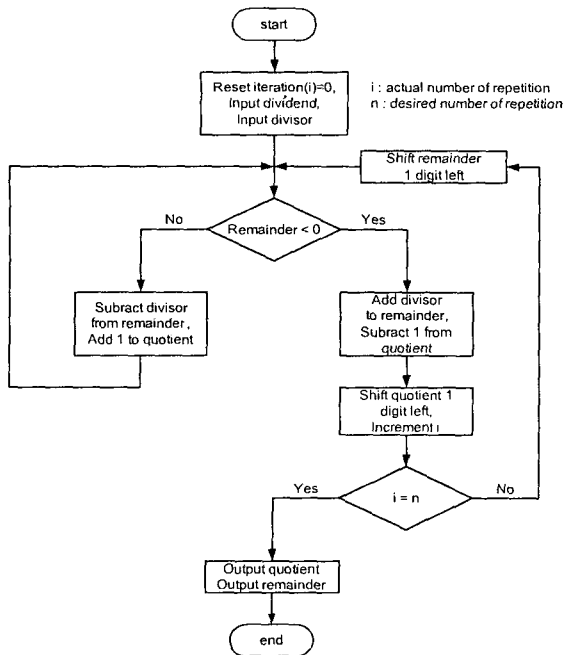 start
Reset iteration(i)=0,
Input dividend,
Input divisor
i : actual number of repetition
n : desired number of repetition
Shift remainder
1 digit left
No
Remainder < 0
Yes
Subract divisor
from remainder,
Add 1 to quotient
Add divisor
to remainder,
Subract 1 from
quotient
Shift quotient 1
digit left,
Increment i
Yes
i = n
No
Output quotient
Output remainder
end